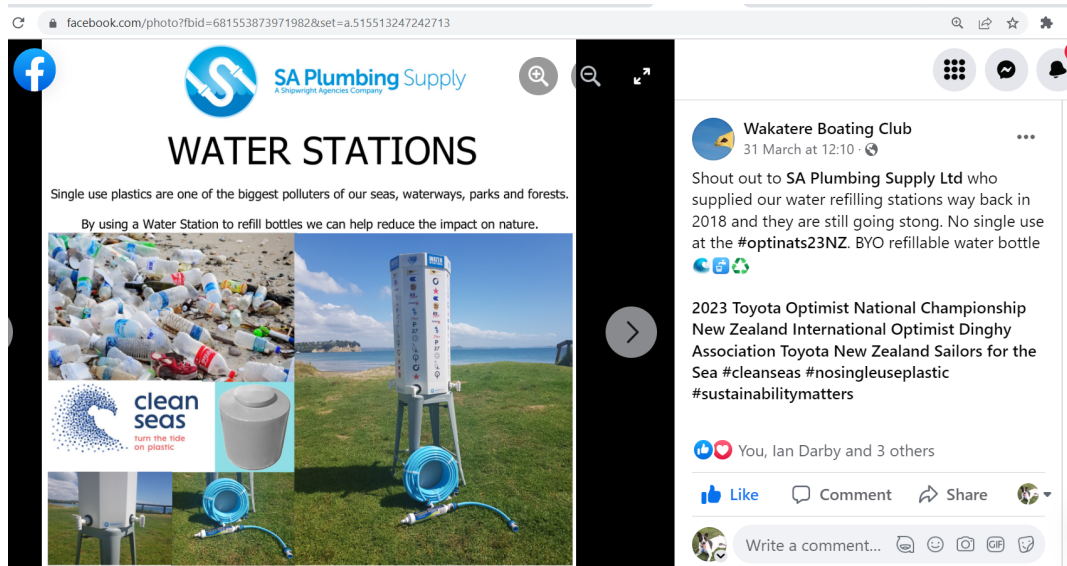 facebook.com/photo?fbid=681553873971982&set=a.515513247242713
SA Plumbing Supply
A Shipwright Agencies Company
WATER STATIONS
Single use plastics are one of the biggest polluters of our seas, waterways, parks and forests.
By using a Water Station to refill bottles we can help reduce the impact on nature.
clean
seas
turn the tide
on plastic
Wakatere Boating Club
31 March at 12:10 ·
Shout out to SA Plumbing Supply Ltd who
supplied our water refilling stations way back in
2018 and they are still going stong. No single use
at the #optinats23NZ. BYO refillable water bottle
2023 Toyota Optimist National Championship
New Zealand International Optimist Dinghy
Association Toyota New Zealand Sailors for the
Sea #cleanseas #nosingleuseplastic
#sustainabilitymatters
You, Ian Darby and 3 others
Like
Comment
Share
Write a comment...
GIF